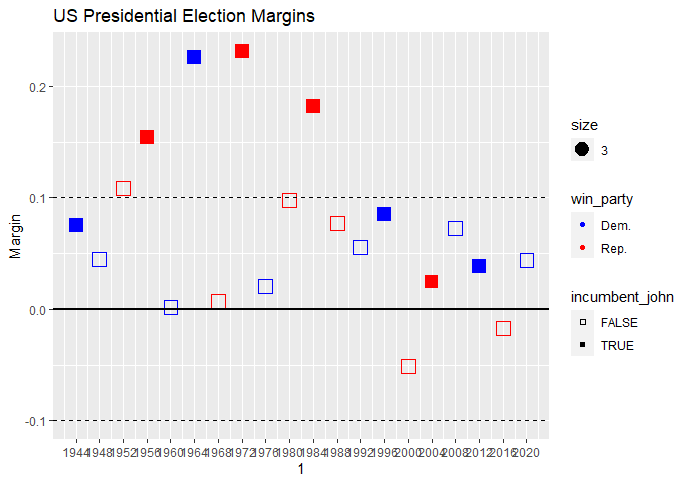 US Presidential Election Margins
0.2
0.1
0.0
-0.1
Margin
1944 1948 1952 1956 1960 1964 1968 1972 1976 1980 1984 1988 1992 1996 2000 2004 2008 2012 2016 2020
1
size
3
win_party
Dem.
Rep.
incumbent_john
FALSE
TRUE